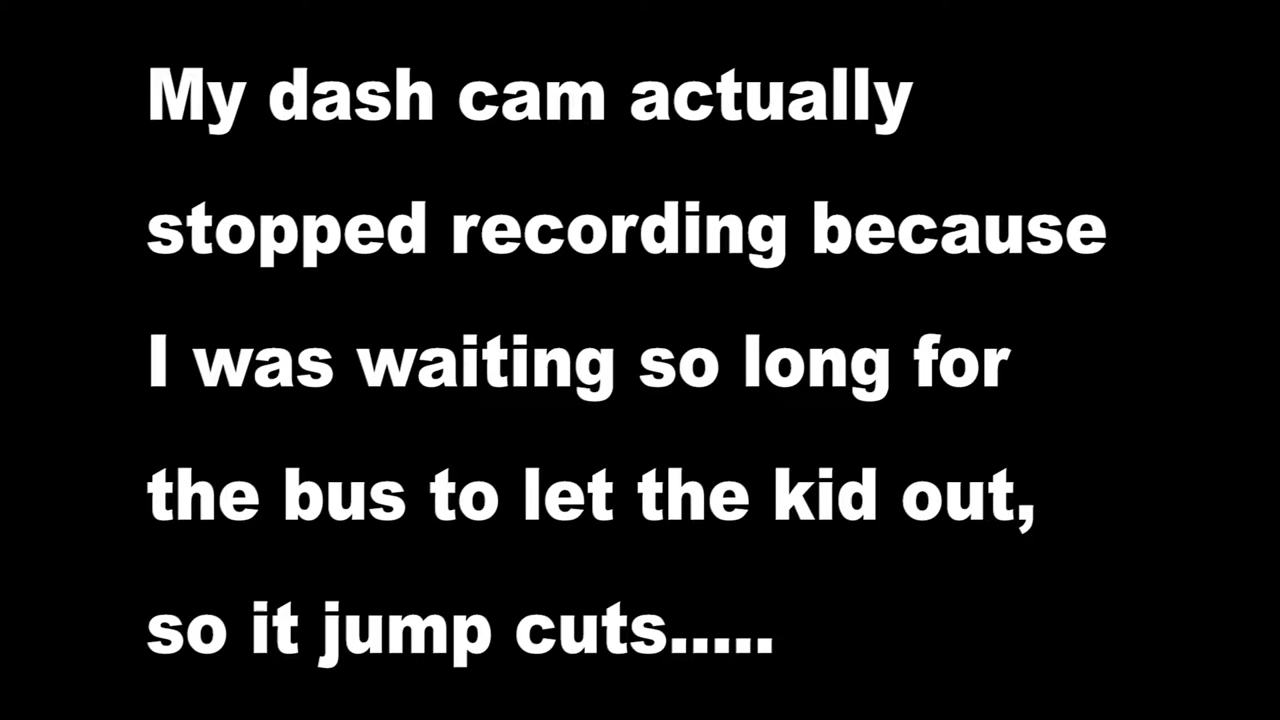 My dash cam actually
stopped recording because
I was waiting so long for
the bus to let the kid out,
so it jump cuts.....